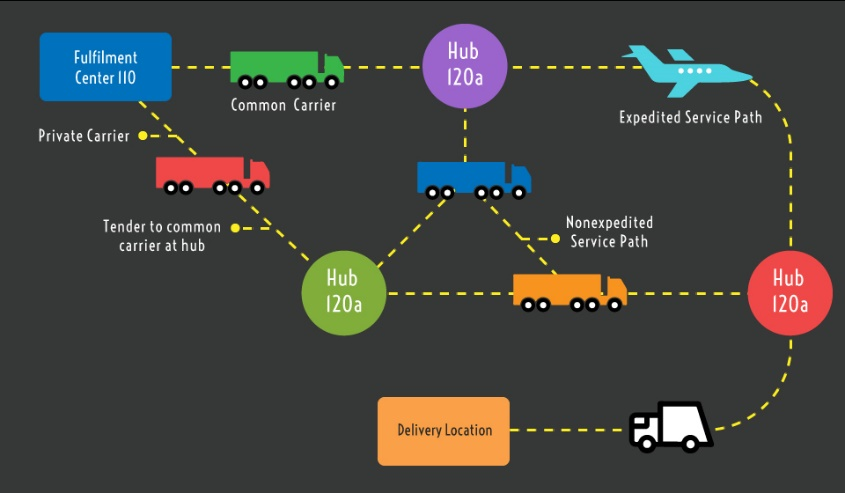 Fulfilment
Center 110
Common Carrier
Hub
120a
Expedited Service Path
Private Carrier
Tender to common
carrier at hub
Nonexpedited
Service Path
Hub
120a
Hub
120a
Delivery Location